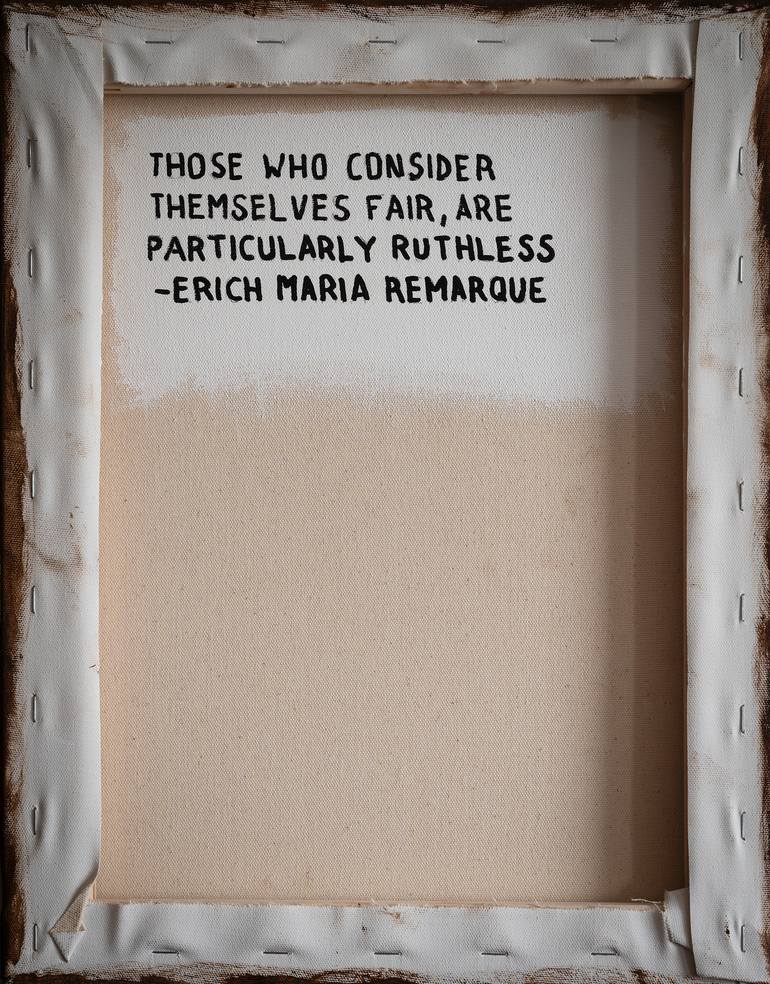 THOSE WHO CONSIDER
THEMSELVES FAIR, ARE
PARTICULARLY RUTHLESS
-ERICH MARIA REMARQUE